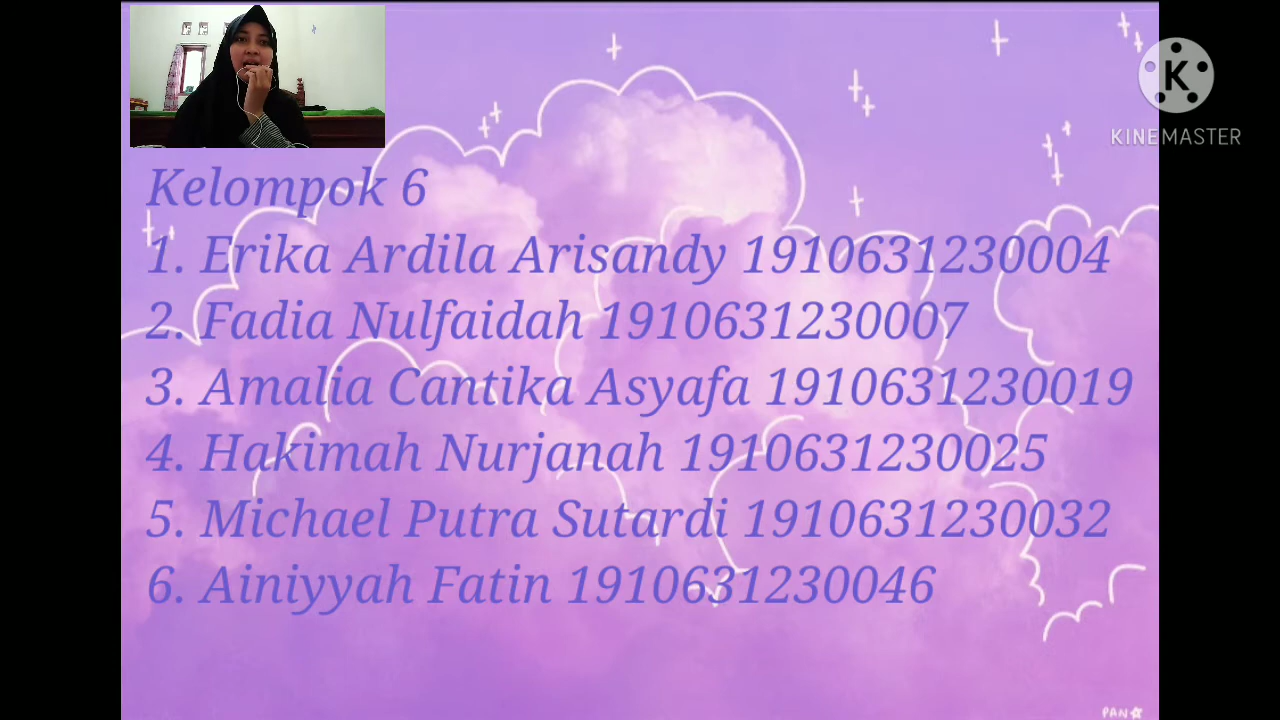 Kelompok 6
1. Erika Ardila Arisandy 1910631230004
2. Fadia Nulfaidah 1910631230007
3. Amalia Cantika Asyafa 1910631230019
4. Hakimah Nurjanah 1910631230025
5. Michael Putra Sutardi 1910631230032
6. Ainiyyah Fatin 1910631230046
K
KINEMASTER
PAN